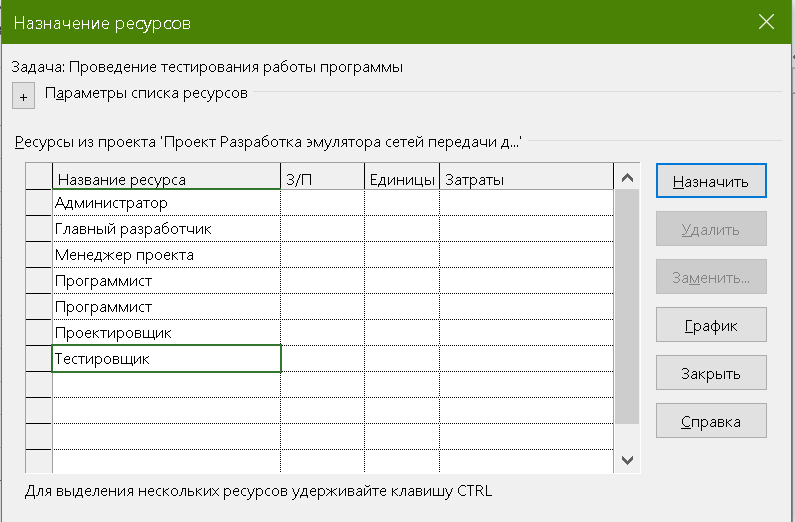 Назначение ресурсов
Задача: Проведение тестирования работы программы
+ Параметры списка ресурсов
Ресурсы из проекта 'Проект Разработка эмулятора сетей передачи д...'
Название ресурса З/П Единицы Затраты
Администратор
Главный разработчик
Менеджер проекта
Программист
Программист
Проектировщик
Тестировщик
Назначить
Удалить
Заменить...
График
Закрыть
Справка
Для выделения нескольких ресурсов удерживайте клавишу CTRL